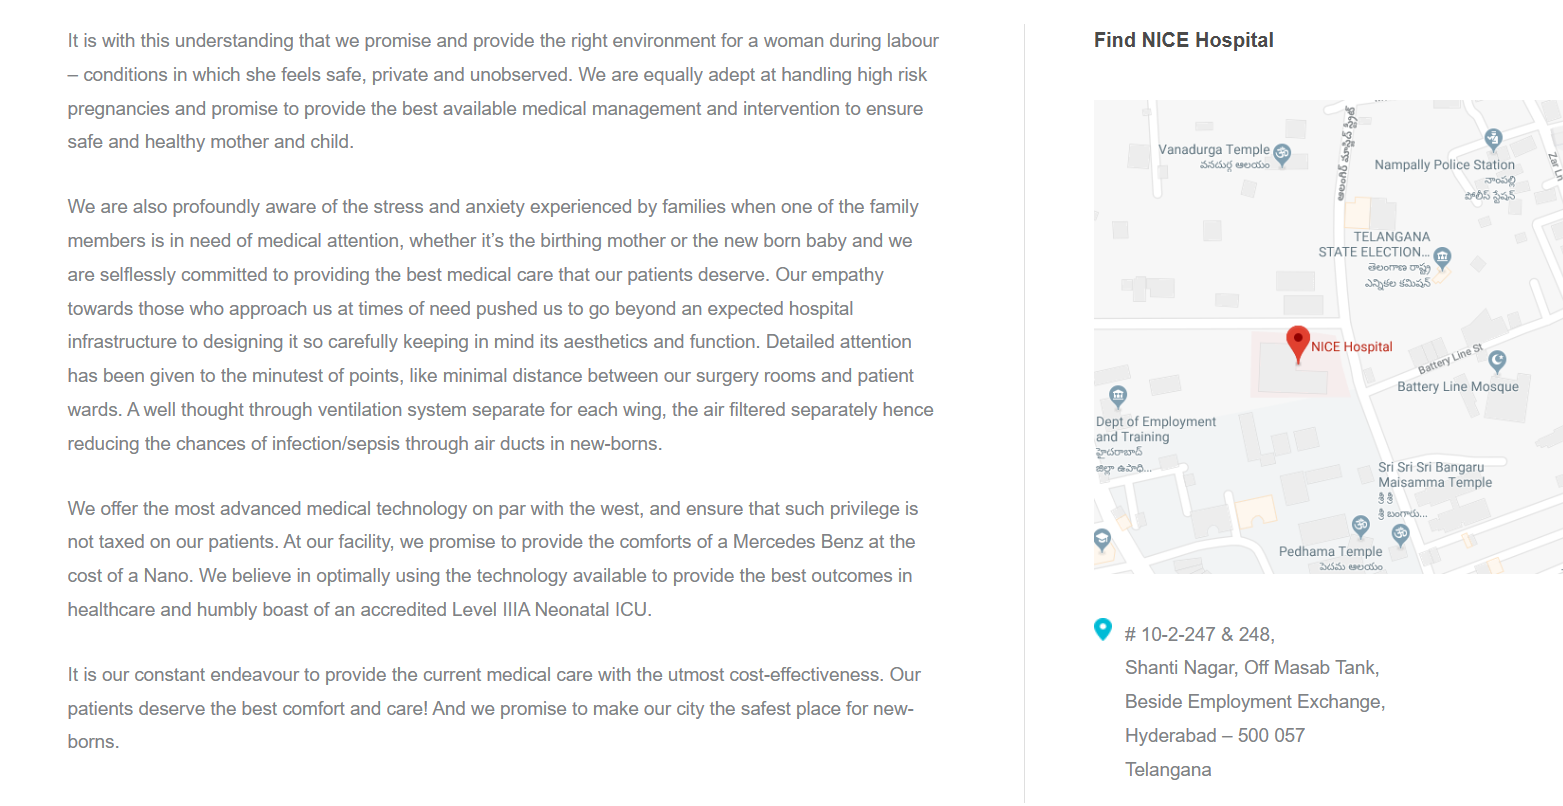 It is with this understanding that we promise and provide the right environment for a woman during labour
– conditions in which she feels safe, private and unobserved. We are equally adept at handling high risk
pregnancies and promise to provide the best available medical management and intervention to ensure
safe and healthy mother and child.
We are also profoundly aware of the stress and anxiety experienced by families when one of the family
members is in need of medical attention, whether it’s the birthing mother or the new born baby and we
are selflessly committed to providing the best medical care that our patients deserve. Our empathy
towards those who approach us at times of need pushed us to go beyond an expected hospital
infrastructure to designing it so carefully keeping in mind its aesthetics and function. Detailed attention
has been given to the minutest of points, like minimal distance between our surgery rooms and patient
wards. A well thought through ventilation system separate for each wing, the air filtered separately hence
reducing the chances of infection/sepsis through air ducts in new-borns.
We offer the most advanced medical technology on par with the west, and ensure that such privilege is
not taxed on our patients. At our facility, we promise to provide the comforts of a Mercedes Benz at the
cost of a Nano. We believe in optimally using the technology available to provide the best outcomes in
healthcare and humbly boast of an accredited Level IIIA Neonatal ICU.
It is our constant endeavour to provide the current medical care with the utmost cost-effectiveness. Our
patients deserve the best comfort and care! And we promise to make our city the safest place for new-
borns.
Find NICE Hospital
ఆలంగీర్ మాస్జిద్ స్ట్రీట్
Vanadurga Temple
వనదుర్గ ఆలయం
Nampally Police Station
నాంపల్లి
పోలీస్ స్టేషన్
Zar Ln
TELANGANA
STATE ELECTION...
తెలంగాణ రాష్ట్ర
ఎన్నికల కమిషన్
NICE Hospital
Battery Line St
Battery Line Mosque
Dept of Employment
and Training
హైదరాబాద్
జిల్లా ఉపాధి...
Sri Sri Sri Bangaru
Maisamma Temple
శ్రీ శ్రీ
శ్రీ బంగారు...
Pedhama Temple
పెదమ ఆలయం
# 10-2-247 & 248,
Shanti Nagar, Off Masab Tank,
Beside Employment Exchange,
Hyderabad – 500 057
Telangana